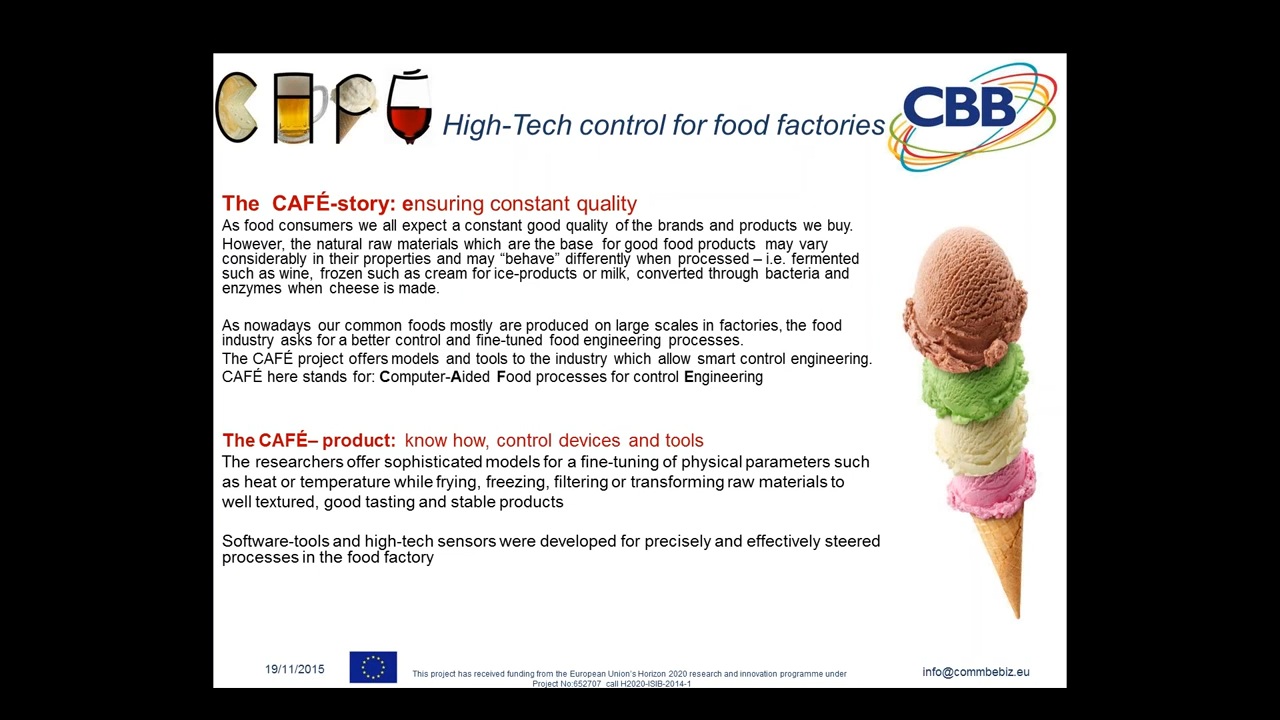 CAFÉ
High-Tech control for food factories
CBB
The CAFÉ-story: ensuring constant quality
As food consumers we all expect a constant good quality of the brands and products we buy.
However, the natural raw materials which are the base for good food products may vary
considerably in their properties and may “behave” differently when processed – i.e. fermented
such as wine, frozen such as cream for ice-products or milk, converted through bacteria and
enzymes when cheese is made.
As nowadays our common foods mostly are produced on large scales in factories, the food
industry asks for a better control and fine-tuned food engineering processes.
The CAFÉ project offers models and tools to the industry which allow smart control engineering.
CAFÉ here stands for: Computer-Aided Food processes for control Engineering
The CAFÉ– product: know how, control devices and tools
The researchers offer sophisticated models for a fine-tuning of physical parameters such
as heat or temperature while frying, freezing, filtering or transforming raw materials to
well textured, good tasting and stable products
Software-tools and high-tech sensors were developed for precisely and effectively steered
processes in the food factory
19/11/2015
This project has received funding from the European Union's Horizon 2020 research and innovation programme under
Project No:652707 call H2020-ISIB-2014-1
info@commbebiz.eu